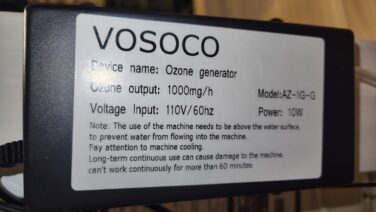 VOSOCO
Device name: Ozone generator
Ozone output: 1000mg/h Model:AZ-1G-G
Voltage Input: 110V/60hz Power: 10W
Note: The use of the machine needs to be above the water surface,
to prevent water from flowing into the machine.
Pay attention to machine cooling.
Long-term continuous use can cause damage to the machine.
can't work continuously for more than 60 minutes.